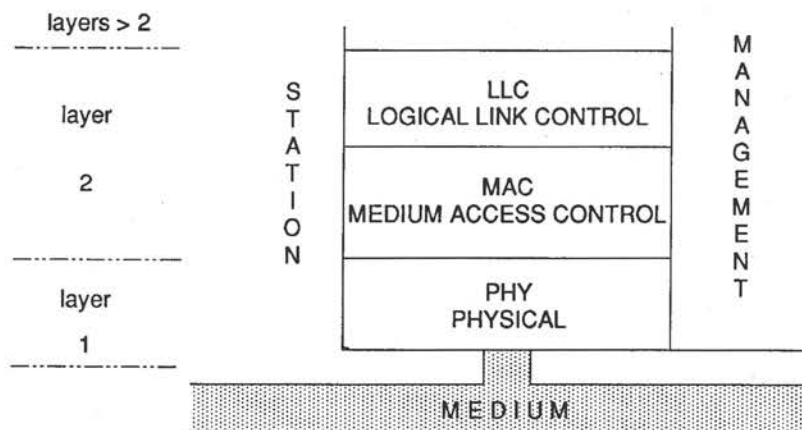 layers > 2
layer
2
layer
1
STATION
LLC
LOGICAL LINK CONTROL
MAC
MEDIUM ACCESS CONTROL
PHY
PHYSICAL
MANAGEMENT
MEDIUM